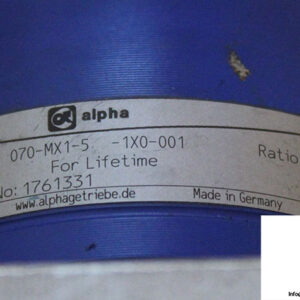 alpha
070-MX1-5 -1X0-001 Ratio
For Lifetime
No: 1761331
www.alphagetriebe.de Made in Germany